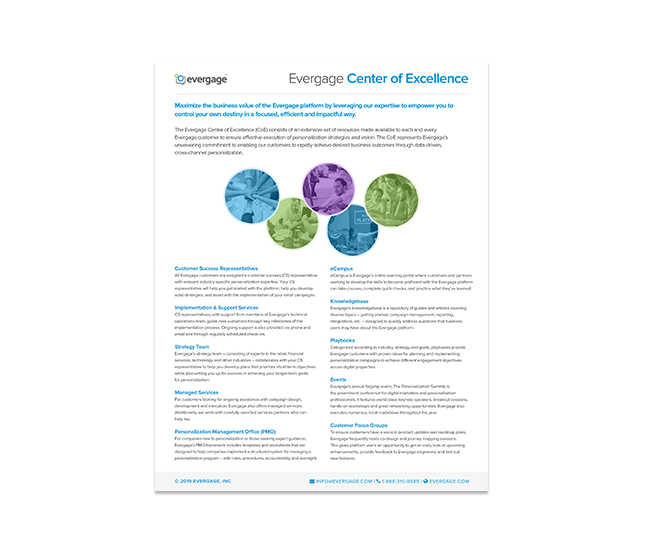 evergage
Evergage Center of Excellence
Maximize the business value of the Evergage platform by leveraging our expertise to empower you to
control your own destiny in a focused, efficient and impactful way.
The Evergage Center of Excellence (CoE) consists of an extensive set of resources made available to each and every
Evergage customer to ensure effective execution of personalization strategies and vision. The CoE represents Evergage's
unwavering commitment to enabling our customers to rapidly achieve desired business outcomes through data-driven,
cross-channel personalization.
Customer Success Representatives
All Evergage customers are assigned a customer success (CS) representative
with relevant industry-specific personalization expertise. Your CS
representative will help you get started with the platform, help you develop
solid strategies, and assist with the implementation of your initial campaigns.
Implementation & Support Services
CS representatives, with support from members of Evergage's technical
operations team, guide new customers through key milestones of the
implementation process. Ongoing support is also provided via phone and
email and through regularly scheduled check-ins.
Strategy Team
Evergage's strategy team – consisting of experts in the retail, financial
services, technology and other industries – collaborates with your CS
representative to help you develop plans that prioritize short-term objectives
while also setting you up for success in achieving your longer-term goals
for personalization.
Managed Services
For customers looking for ongoing assistance with campaign design,
development and execution, Evergage also offers managed services.
Additionally, we work with carefully selected services partners who can
help too.
Personalization Management Office (PMO)
For companies new to personalization or those seeking expert guidance,
Evergage's PMO framework includes templates and worksheets that are
designed to help companies implement a structured system for managing a
personalization program – with rules, procedures, accountability and oversight.
eCampus
eCampus is Evergage's online learning portal where customers and partners
seeking to develop the skills to become proficient with the Evergage platform
can take courses, complete quick checks, and practice what they've learned.
Knowledgebase
Evergage's knowledgebase is a repository of guides and articles covering
diverse topics – getting started, campaign management, reporting,
integrations, etc. – designed to quickly address questions that business
users may have about the Evergage platform.
Playbooks
Categorized according to industry, strategy and goals, playbooks provide
Evergage customers with proven ideas for planning and implementing
personalization campaigns to achieve different engagement objectives
across digital properties.
Events
Evergage's annual flagship event, The Personalization Summit, is
the preeminent conference for digital marketers and personalization
professionals. It features world-class keynote speakers, breakout sessions,
hands-on workshops and great networking opportunities. Evergage also
executes numerous, local roadshows throughout the year.
Customer Focus Groups
To ensure customers have a voice in product updates and roadmap plans,
Evergage frequently hosts co-design and journey mapping sessions.
This gives platform users an opportunity to get an early look at upcoming
enhancements, provide feedback to Evergage engineers, and test out
new features.
© 2019 EVERGAGE, INC
INFO@EVERGAGE.COM | 1-888-310-0589 | EVERGAGE.COM